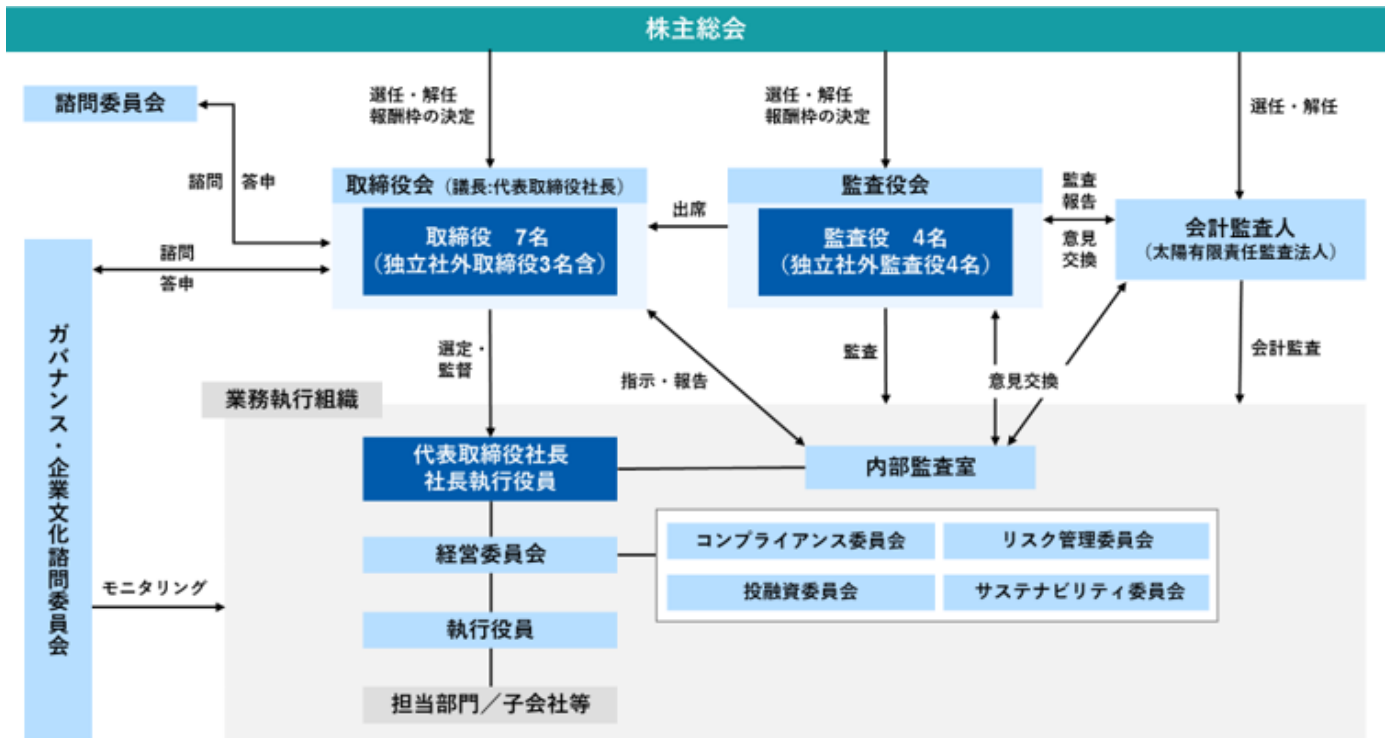 株主総会
諮問委員会
選任・解任
報酬枠の決定
選任・解任
報酬枠の決定
選任・解任
諮問
答申
取締役会（議長:代表取締役社長）
取締役　7名
（独立社外取締役3名含）
出席
監査役会
監査役　4名
（独立社外監査役4名）
監査
報告
意見
交換
会計監査人
（太陽有限責任監査法人）
諮問
答申
ガバナンス・企業文化諮問委員会
選定・
監督
指示・報告
監査
意見交換
会計監査
業務執行組織
代表取締役社長
社長執行役員
内部監査室
経営委員会
コンプライアンス委員会
リスク管理委員会
投融資委員会
サステナビリティ委員会
モニタリング
執行役員
担当部門／子会社等